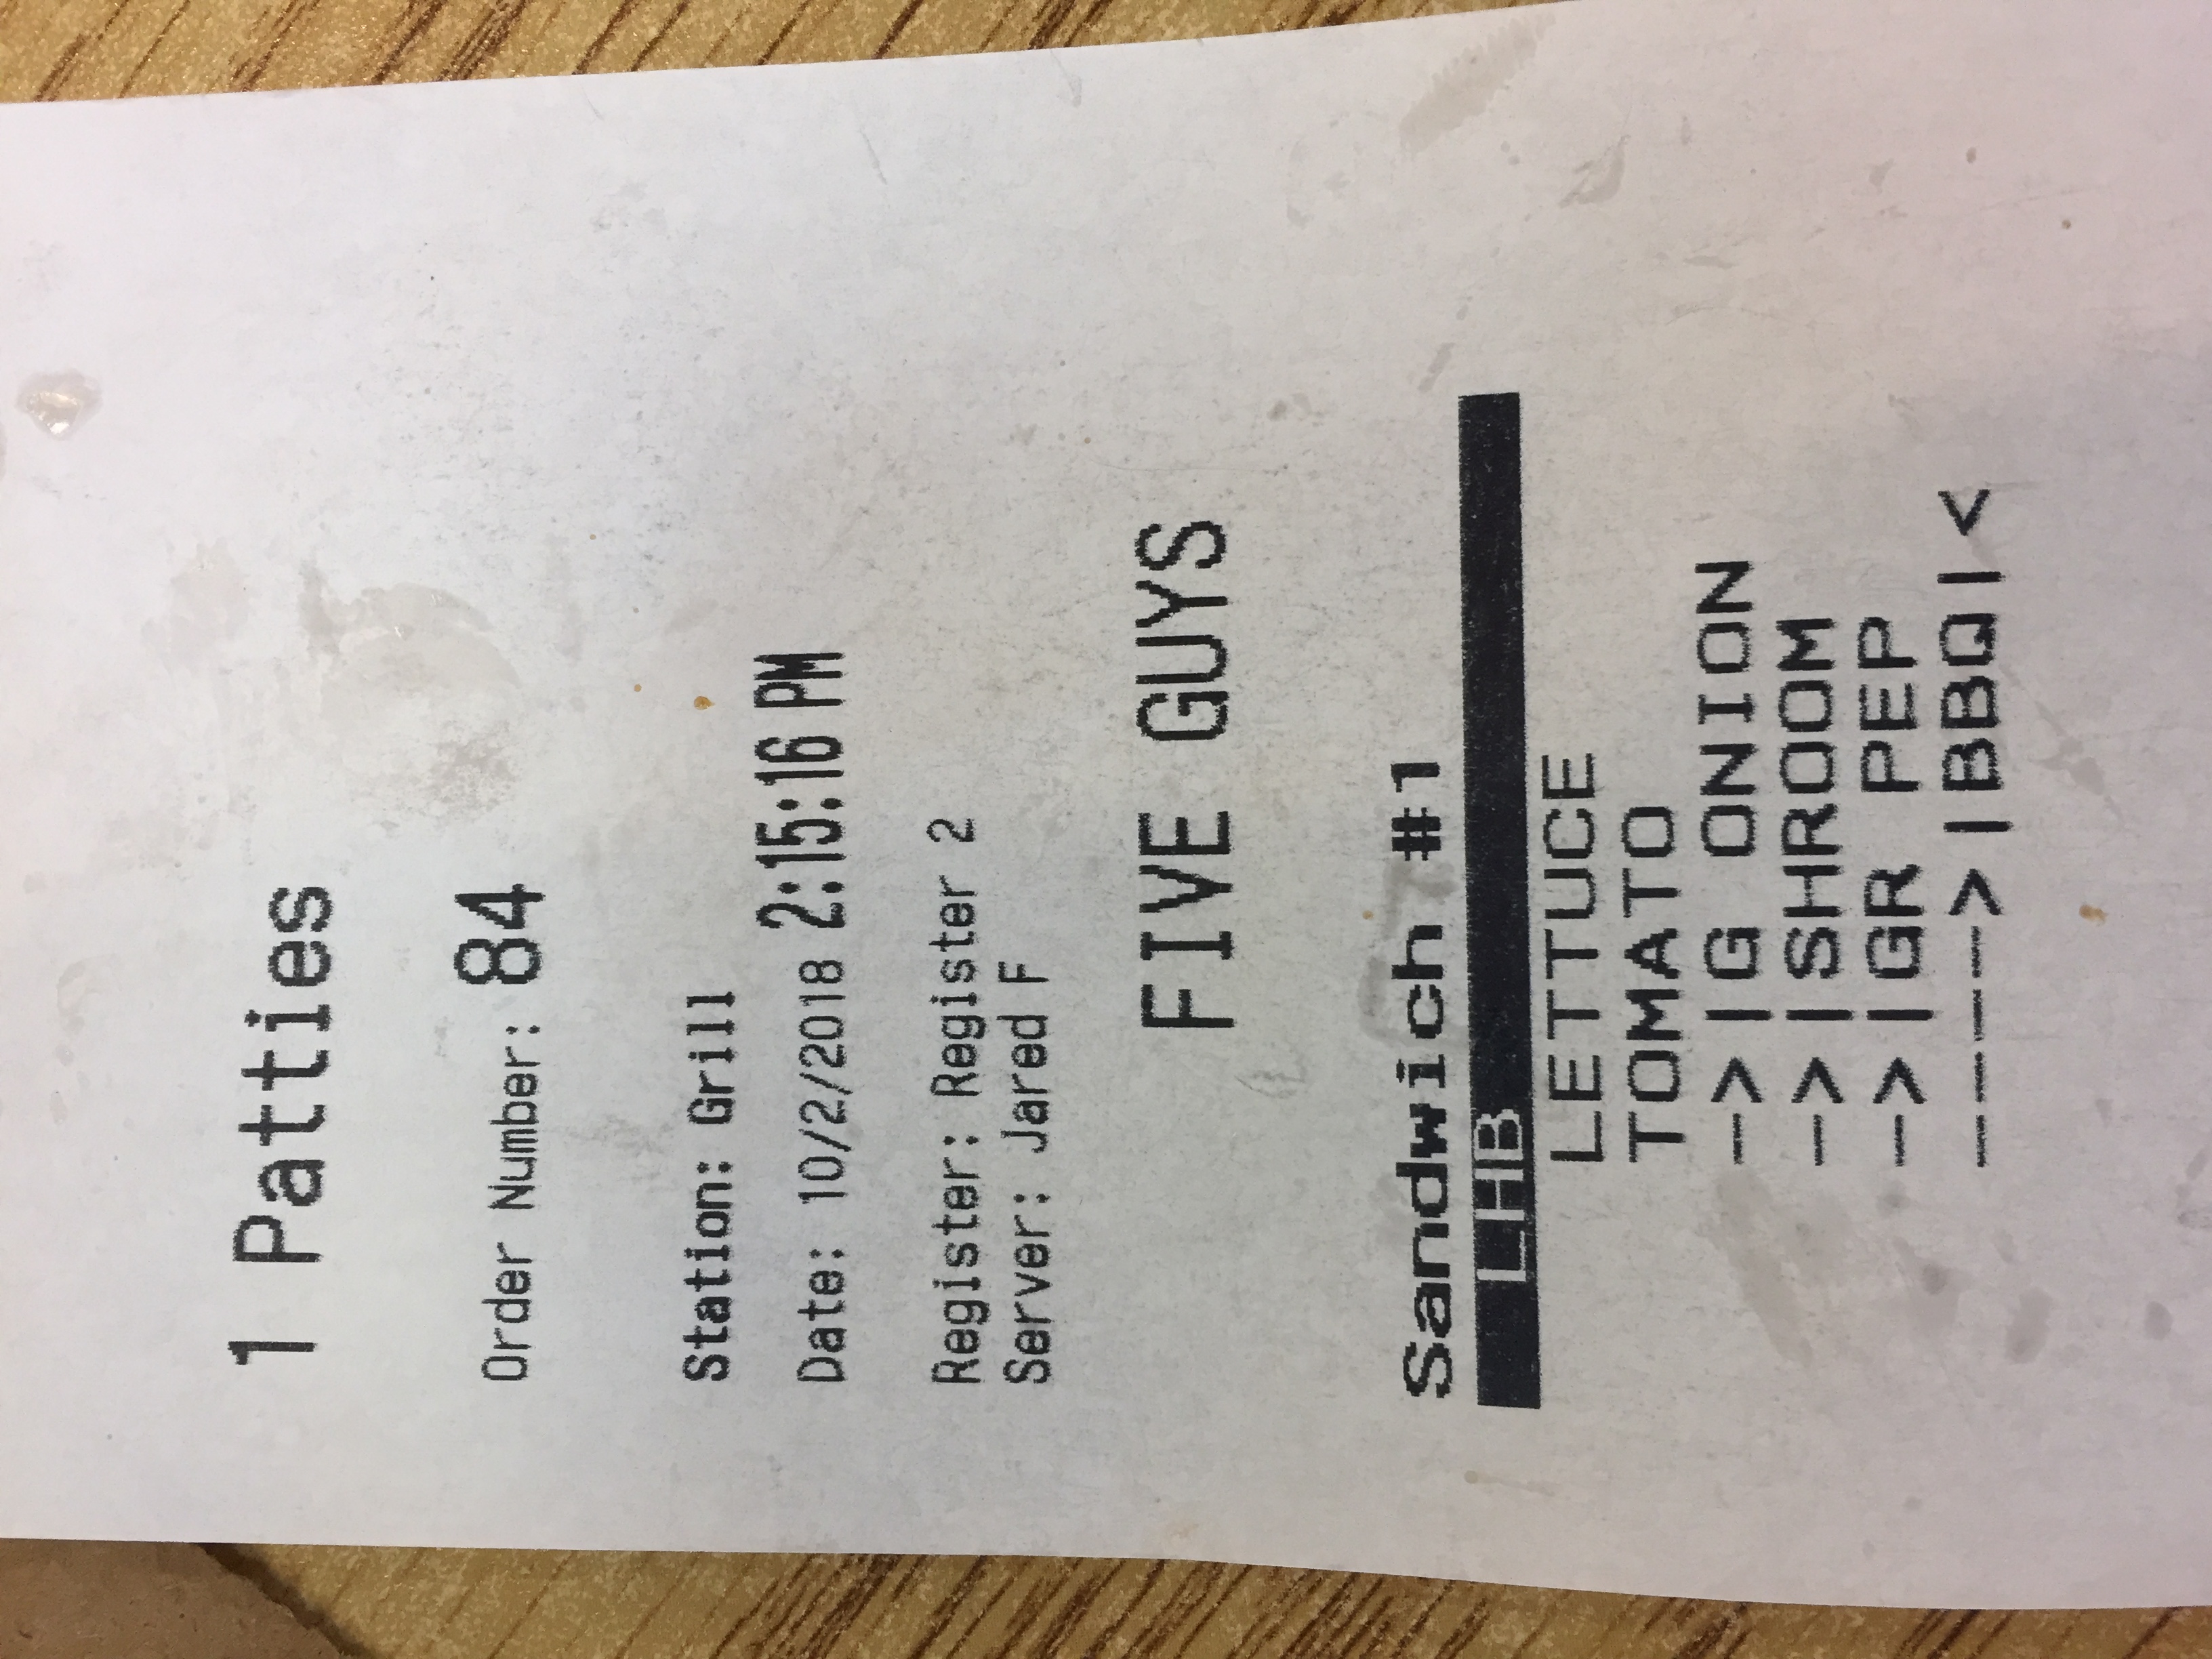 1 Patties
Order Number: 84
Station: Grill
Date: 10/2/2018 2:15:16 PM
Register: Register 2
Server: Jared F
FIVE GUYS
Sandwich #1
LHB
LETTUCE
TOMATO
->|G ONION
->|SHROOM
->|GR PEP
---->|BBQ|<